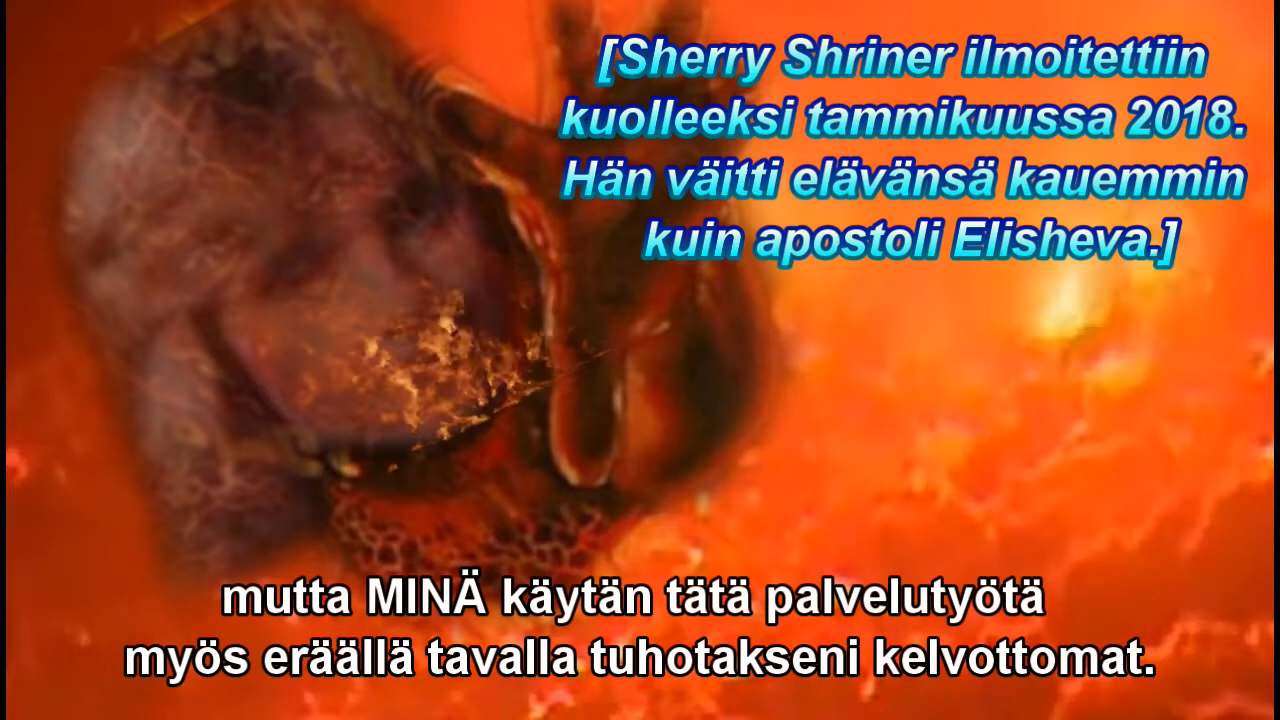 [Sherry Shriner ilmoitettiin
kuolleeksi tammikuussa 2018.
Hän väitti elävänsä kauemmin
kuin apostoli Elisheva.]
mutta MINÄ käytän tätä palvelutyötä
myös eräällä tavalla tuhotakseni kelvottomat.